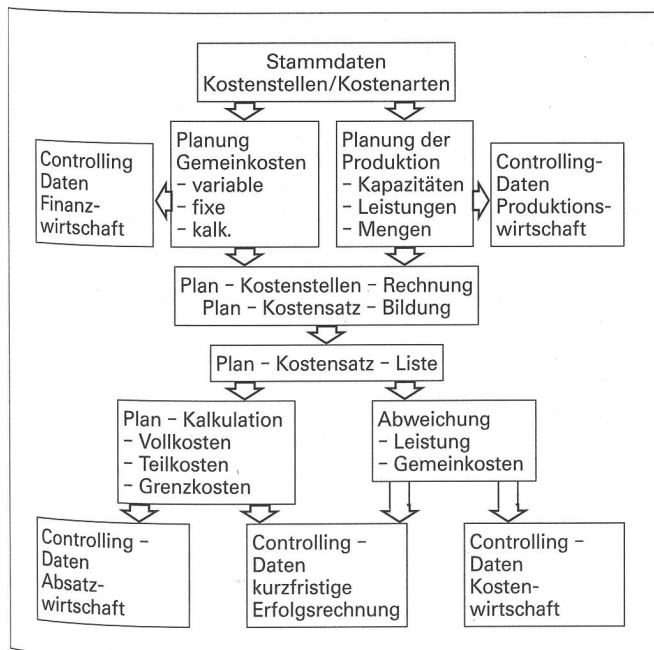 Stammdaten
Kostenstellen/Kostenarten
Controlling
Daten
Finanz-
wirtschaft
Planung
Gemeinkosten
– variable
– fixe
– kalk.
Planung der
Produktion
– Kapazitäten
– Leistungen
– Mengen
Controlling-
Daten
Produktions-
wirtschaft
Plan – Kostenstellen – Rechnung
Plan – Kostensatz – Bildung
Plan – Kostensatz – Liste
Plan – Kalkulation
– Vollkosten
– Teilkosten
– Grenzkosten
Abweichung
– Leistung
– Gemeinkosten
Controlling –
Daten
Absatz-
wirtschaft
Controlling –
Daten
kurzfristige
Erfolgsrechnung
Controlling –
Daten
Kosten-
wirtschaft